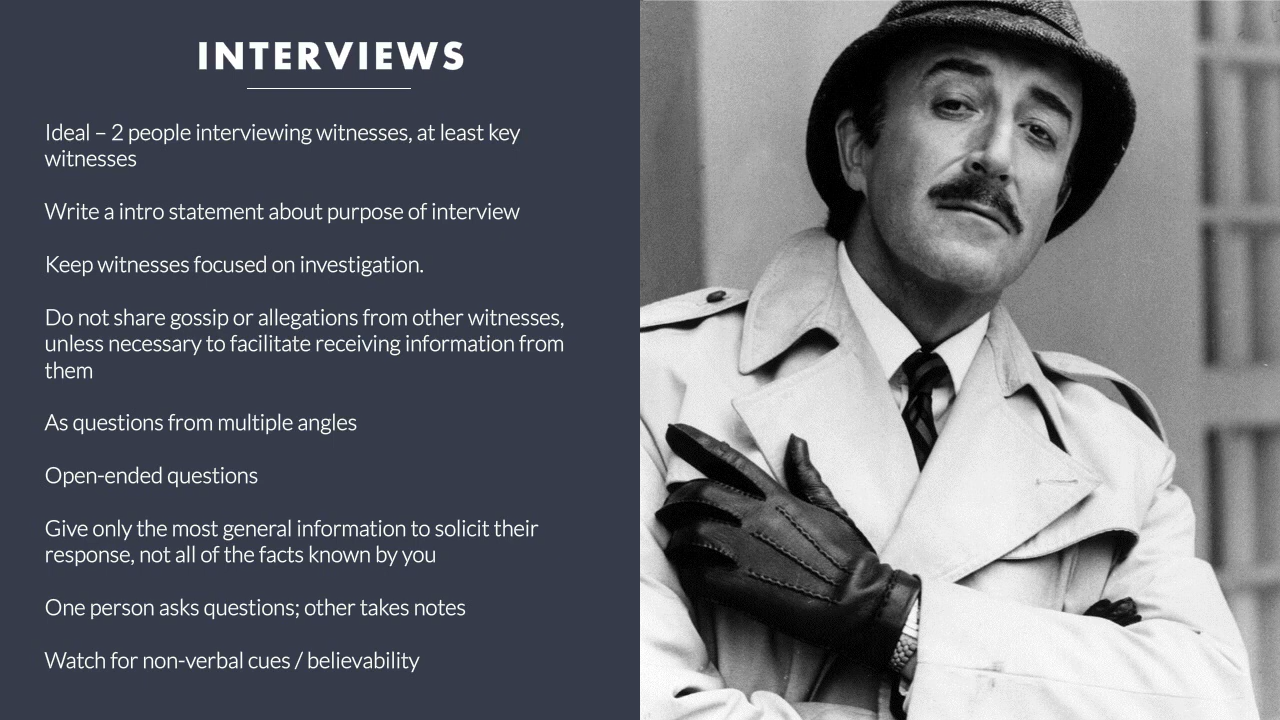 INTERVIEWS
Ideal – 2 people interviewing witnesses, at least key
witnesses
Write a intro statement about purpose of interview
Keep witnesses focused on investigation.
Do not share gossip or allegations from other witnesses,
unless necessary to facilitate receiving information from
them
As questions from multiple angles
Open-ended questions
Give only the most general information to solicit their
response, not all of the facts known by you
One person asks questions; other takes notes
Watch for non-verbal cues / believability